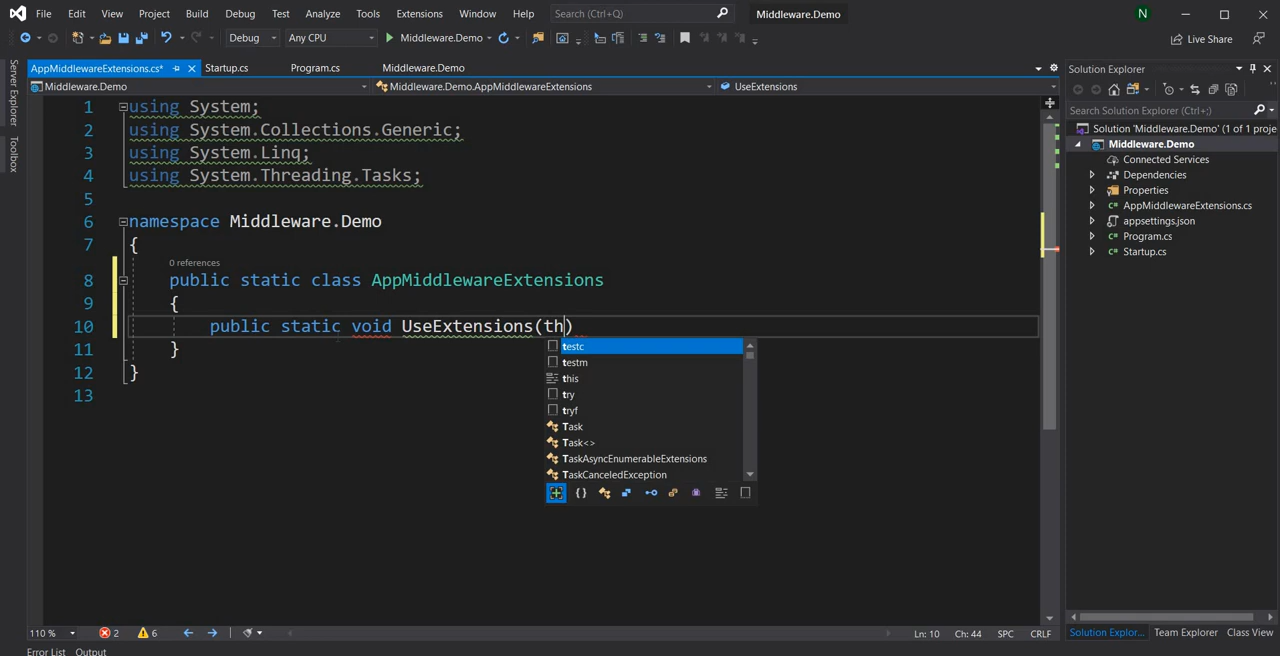 File Edit View Project Build Debug Test Analyze Tools Extensions Window Help Search (Ctrl+Q) Middleware.Demo N
Debug Any CPU Middleware.Demo Live Share
Server Explorer
Toolbox
AppMiddlewareExtensions.cs* Startup.cs Program.cs Middleware.Demo
Middleware.Demo Middleware.Demo.AppMiddlewareExtensions UseExtensions
1 using System;
2 using System.Collections.Generic;
3 using System.Linq;
4 using System.Threading.Tasks;
5
6 namespace Middleware.Demo
7 {
0 references
8 public static class AppMiddlewareExtensions
9 {
10 public static void UseExtensions(th)
11 }
12 }
13
testc
testm
this
try
tryf
Task
Task<>
TaskAsyncEnumerableExtensions
TaskCanceledException
Solution Explorer
Search Solution Explorer (Ctrl+;)
Solution 'Middleware.Demo' (1 of 1 proje
Middleware.Demo
Connected Services
Dependencies
Properties
AppMiddlewareExtensions.cs
appsettings.json
Program.cs
Startup.cs
Solution Explor... Team Explorer Class View
110 % 2 6 Ln: 10 Ch: 44 SPC CRLF
Error List Output